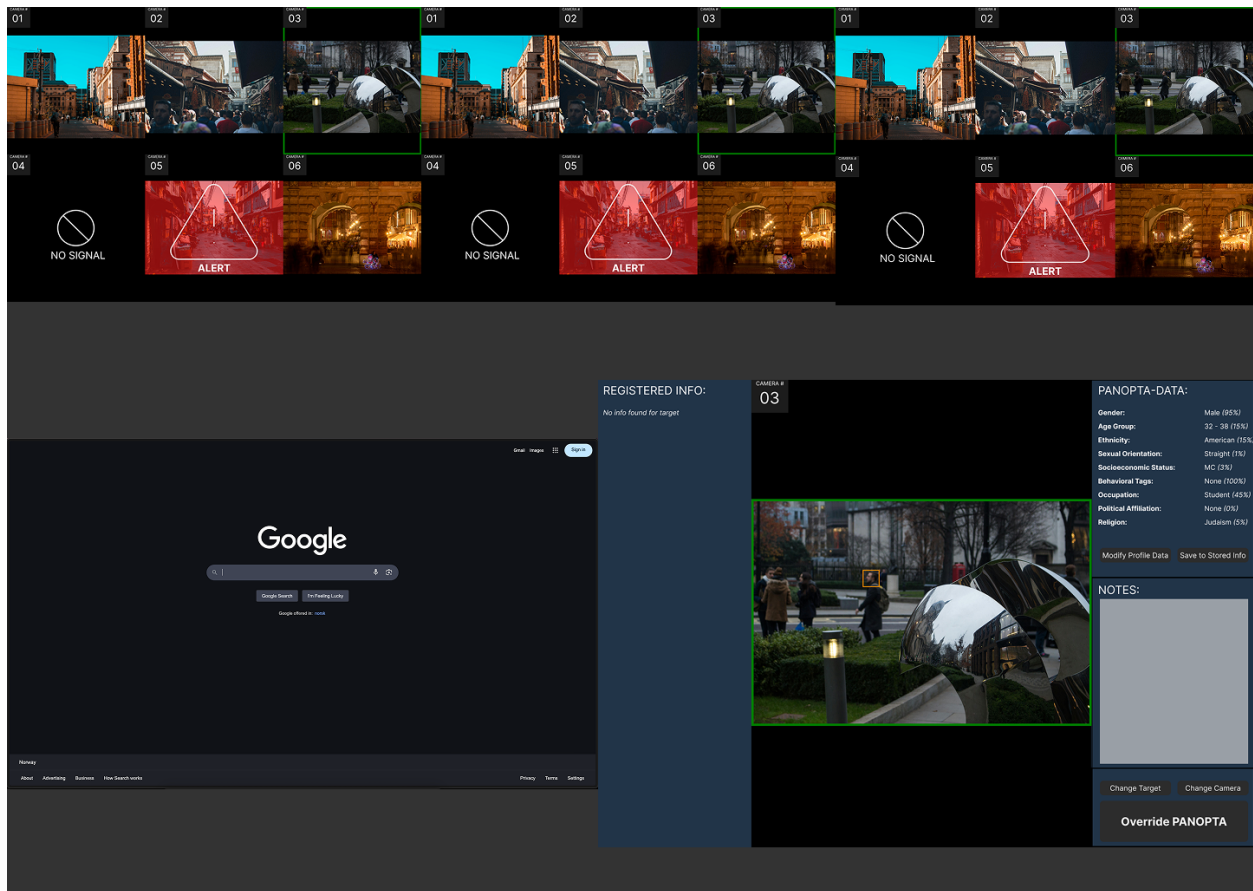 CAMERA #
01
CAMERA #
02
CAMERA #
03
CAMERA #
01
CAMERA #
02
CAMERA #
03
CAMERA #
01
CAMERA #
02
CAMERA #
03
CAMERA #
04
CAMERA #
05
CAMERA #
06
CAMERA #
04
CAMERA #
05
CAMERA #
06
CAMERA #
04
CAMERA #
05
CAMERA #
06
NO SIGNAL
ALERT
NO SIGNAL
ALERT
NO SIGNAL
ALERT
Gmail Images Sign in
Google
Google Search I'm Feeling Lucky
Google offered in: norsk
Norway
About Advertising Business How Search works Privacy Terms Settings
REGISTERED INFO:
No info found for target
CAMERA #
03
PANOPTA-DATA:
Gender: Male (95%)
Age Group: 32 - 38 (15%)
Ethnicity: American (15%
Sexual Orientation: Straight (1%)
Socioeconomic Status: MC (3%)
Behavioral Tags: None (100%)
Occupation: Student (45%)
Political Affiliation: None (0%)
Religion: Judaism (5%)
Modify Profile Data Save to Stored Info
NOTES:
Change Target Change Camera
Override PANOPTA